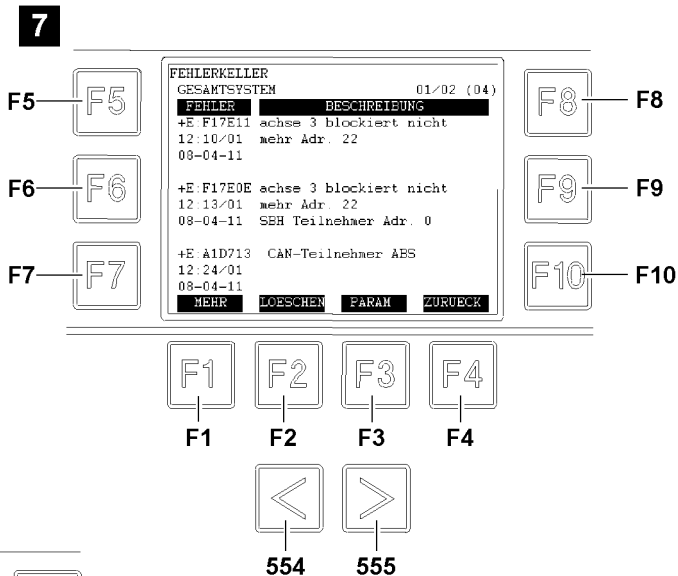 7
FEHLERKELLER
GESAMTSYSTEM 01/02 (04)
FEHLER BESCHREIBUNG
+E:F17E11 achse 3 blockiert nicht
12:10/01 mehr Adr. 22
08-04-11
+E:F17E0E achse 3 blockiert nicht
12:13/01 mehr Adr. 22
08-04-11 SBH Teilnehmer Adr. 0
+E:A1D713 CAN-Teilnehmer ABS
12:24/01
08-04-11
MEHR LOESCHEN PARAM ZURUECK
F5 F5
F6 F6
F7 F7
F8 F8
F9 F9
F10 F10
F1 F2 F3 F4
F1 F2 F3 F4
< >
554 555